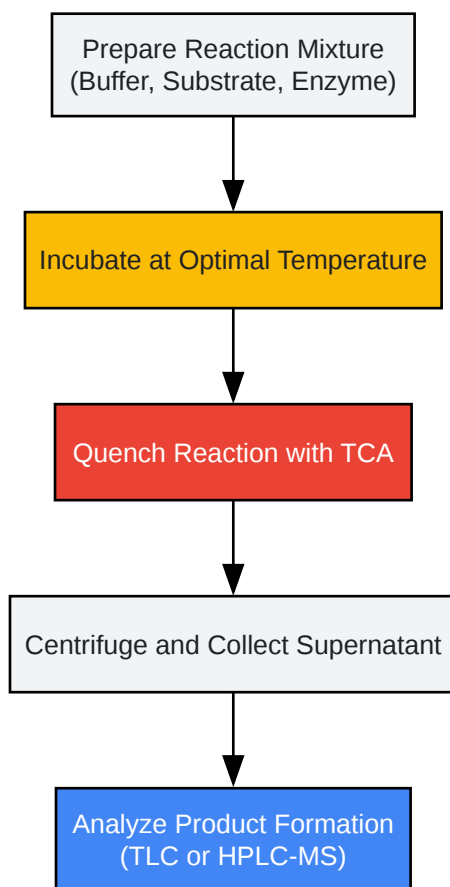 Prepare Reaction Mixture
(Buffer, Substrate, Enzyme)
Incubate at Optimal Temperature
Quench Reaction with TCA
Centrifuge and Collect Supernatant
Analyze Product Formation
(TLC or HPLC-MS)